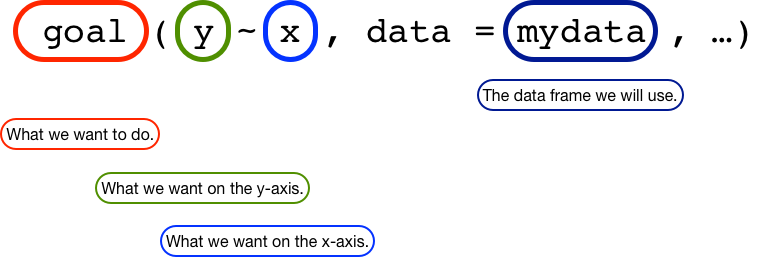 goal (y ~ x, data = mydata, …)
The data frame we will use.
What we want to do.
What we want on the y-axis.
What we want on the x-axis.